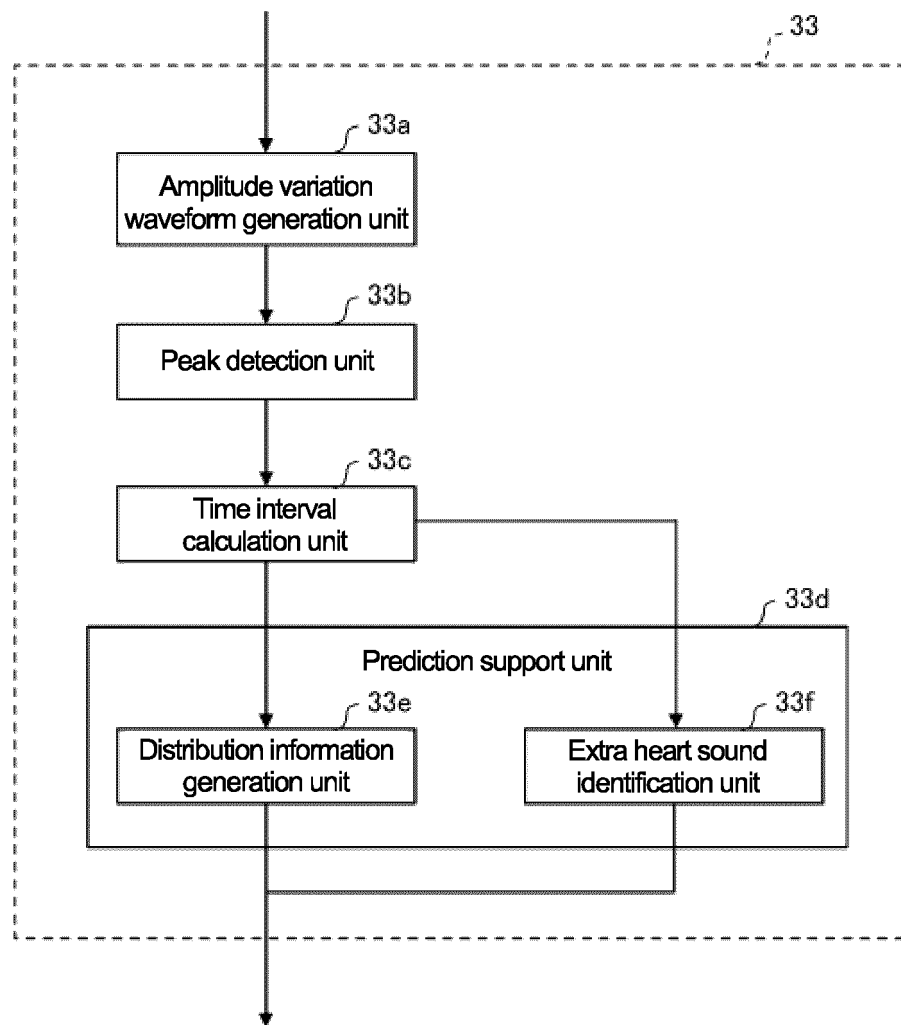 33
33a
Amplitude variation
waveform generation unit
33b
Peak detection unit
33c
Time interval
calculation unit
33d
Prediction support unit
33e
Distribution information
generation unit
33f
Extra heart sound
identification unit